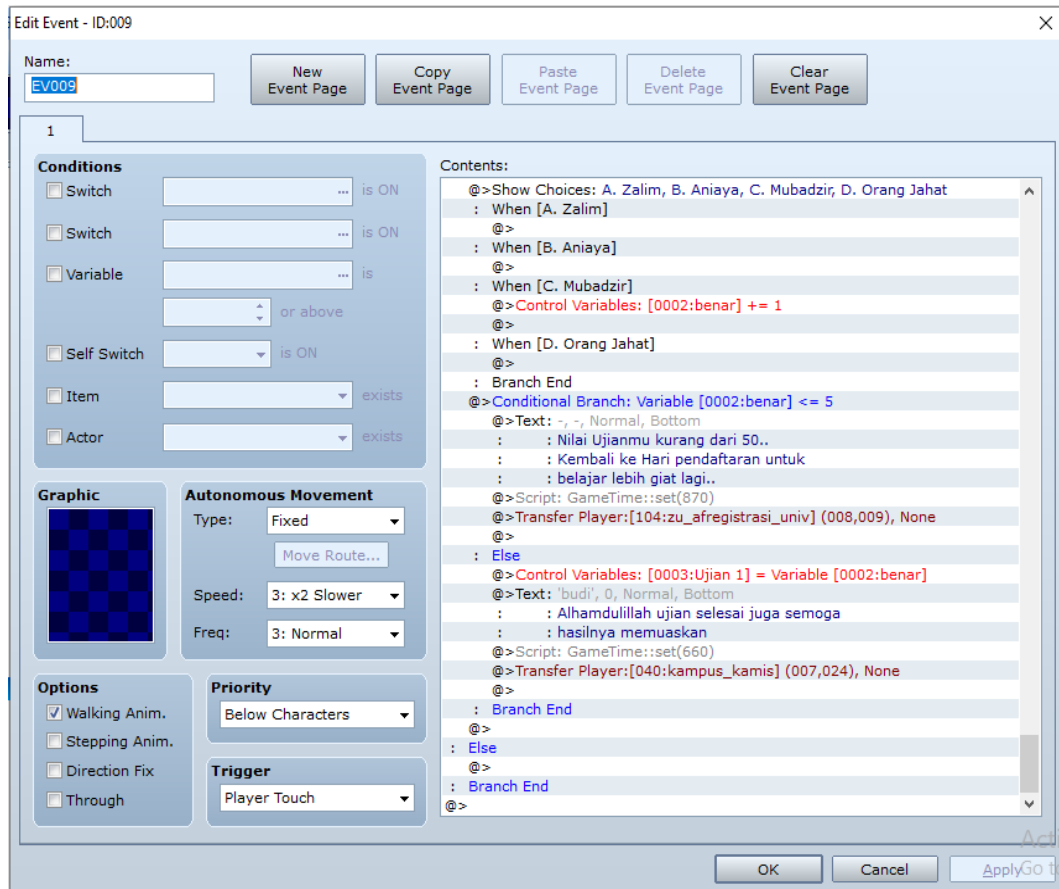 Edit Event - ID:009
Name:
EV009
New
Event Page
Copy
Event Page
Paste
Event Page
Delete
Event Page
Clear
Event Page
1
Conditions
Switch ... is ON
Switch ... is ON
Variable ... is
or above
Self Switch is ON
Item exists
Actor exists
Graphic
Autonomous Movement
Type: Fixed
Move Route...
Speed: 3: x2 Slower
Freq: 3: Normal
Options
Walking Anim.
Stepping Anim.
Direction Fix
Through
Priority
Below Characters
Trigger
Player Touch
Contents:
@>Show Choices: A. Zalim, B. Aniaya, C. Mubadzir, D. Orang Jahat
: When [A. Zalim]
@>
: When [B. Aniaya]
@>
: When [C. Mubadzir]
@>Control Variables: [0002:benar] += 1
@>
: When [D. Orang Jahat]
@>
: Branch End
@>Conditional Branch: Variable [0002:benar] <= 5
@>Text: -, -, Normal, Bottom
: : Nilai Ujianmu kurang dari 50..
: : Kembali ke Hari pendaftaran untuk
: : belajar lebih giat lagi..
@>Script: GameTime::set(870)
@>Transfer Player:[104:zu_afregistrasi_univ] (008,009), None
@>
: Else
@>Control Variables: [0003:Ujian 1] = Variable [0002:benar]
@>Text: 'budi', 0, Normal, Bottom
: : Alhamdulillah ujian selesai juga semoga
: : hasilnya memuaskan
@>Script: GameTime::set(660)
@>Transfer Player:[040:kampus_kamis] (007,024), None
@>
: Branch End
@>
: Else
@>
: Branch End
@>
OK
Cancel
Apply
Acti
Go t